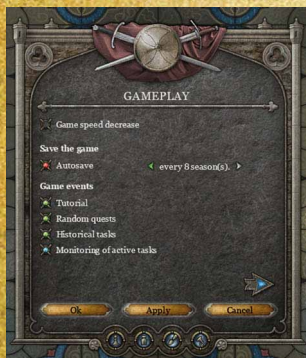 GAMEPLAY
Game speed decrease
Save the game
Autosave every 8 season(s).
Game events
Tutorial
Random quests
Historical tasks
Monitoring of active tasks
Ok Apply Cancel